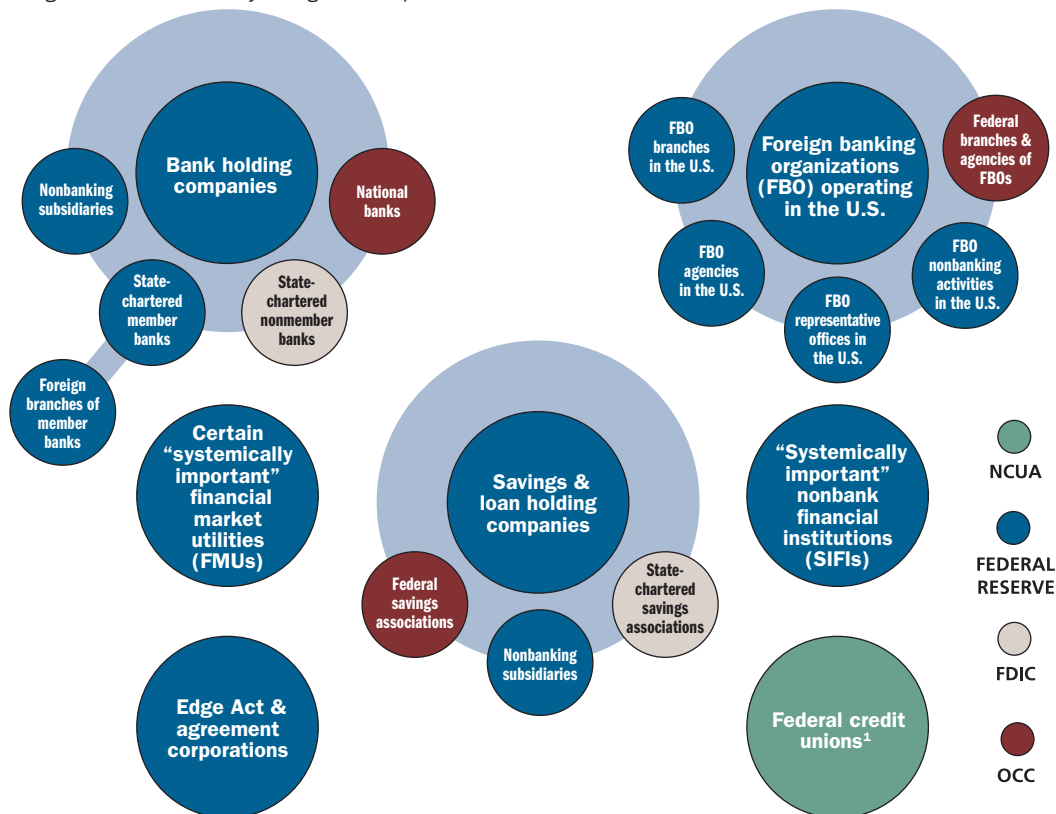 Bank holding
companies
Nonbanking
subsidiaries
National
banks
State-
chartered
member
banks
State-
chartered
nonmember
banks
Foreign
branches of
member
banks
Foreign banking
organizations
(FBO) operating
in the U.S.
FBO
branches
in the U.S.
Federal
branches &
agencies of
FBOs
FBO
agencies
in the U.S.
FBO
nonbanking
activities
in the U.S.
FBO
representative
offices in
the U.S.
Certain
“systemically
important”
financial
market
utilities
(FMUs)
Savings &
loan holding
companies
Federal
savings
associations
State-
chartered
savings
associations
Nonbanking
subsidiaries
“Systemically
important”
nonbank
financial
institutions
(SIFIs)
Edge Act &
agreement
corporations
Federal credit
unions¹
NCUA
FEDERAL
RESERVE
FDIC
OCC